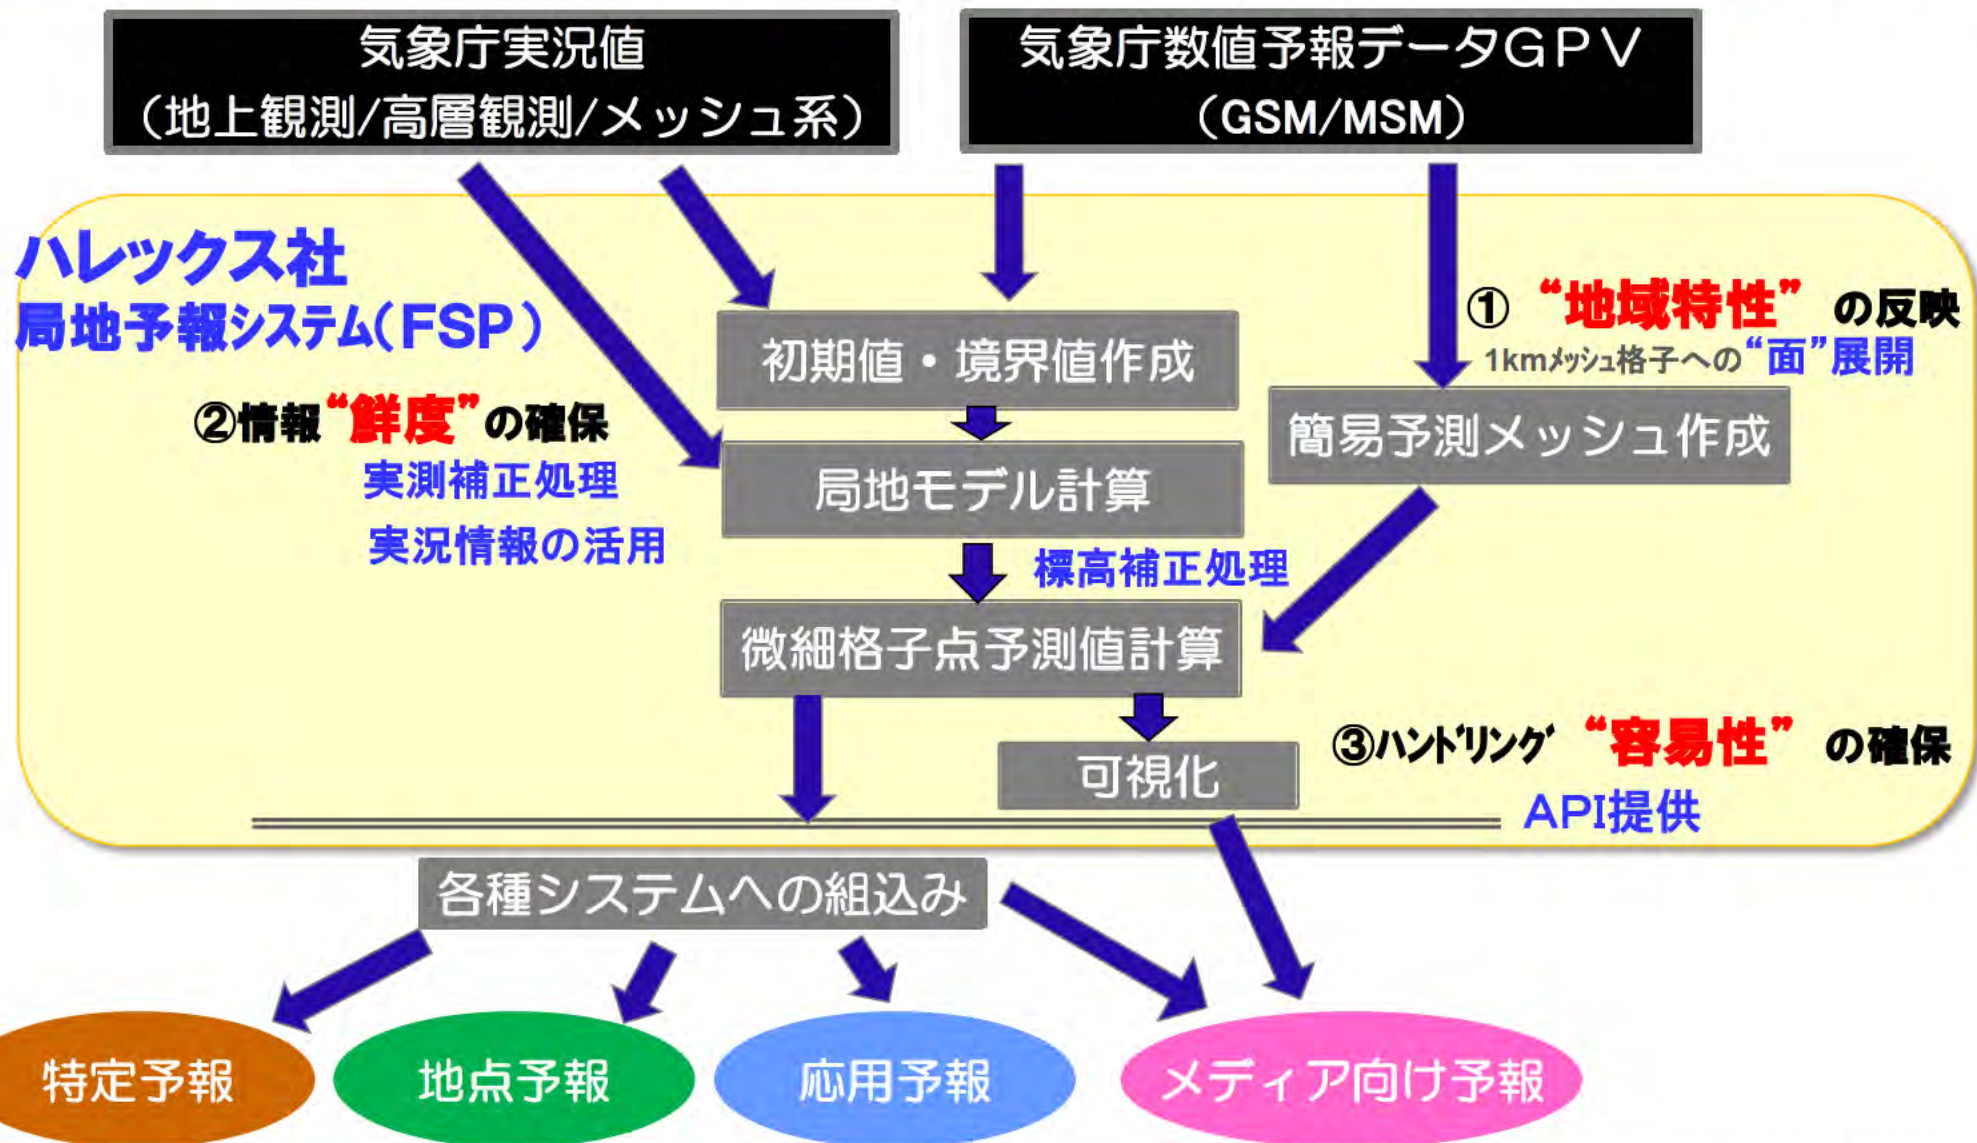 気象庁実況値
（地上観測/高層観測/メッシュ系）
気象庁数値予報データＧＰＶ
（GSM/MSM）
ハレックス社
局地予報システム(ＦＳＰ)
① “地域特性” の反映
1kmメッシュ格子への“面”展開
初期値・境界値作成
②情報“鮮度”の確保
実測補正処理
実況情報の活用
簡易予測メッシュ作成
局地モデル計算
標高補正処理
微細格子点予測値計算
③ハンドリング “容易性” の確保
可視化
ＡＰＩ提供
各種システムへの組込み
特定予報
地点予報
応用予報
メディア向け予報